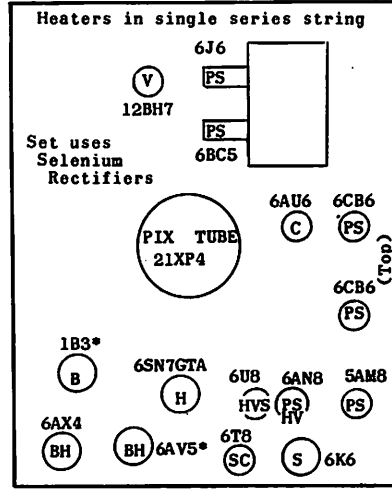 Heaters in single series string
6J6
V
PS
12BH7
PS
6BC5
Set uses
Selenium
Rectifiers
6AU6 6CB6
C PS
(Top)
PIX TUBE
21XP4
6CB6
PS
1B3*
B
6SN7GTA
H
6U8 6AN8 5AM8
HVS PS PS
HV
6AX4
BH
BH 6AV5*
6T8
SC
S 6K6